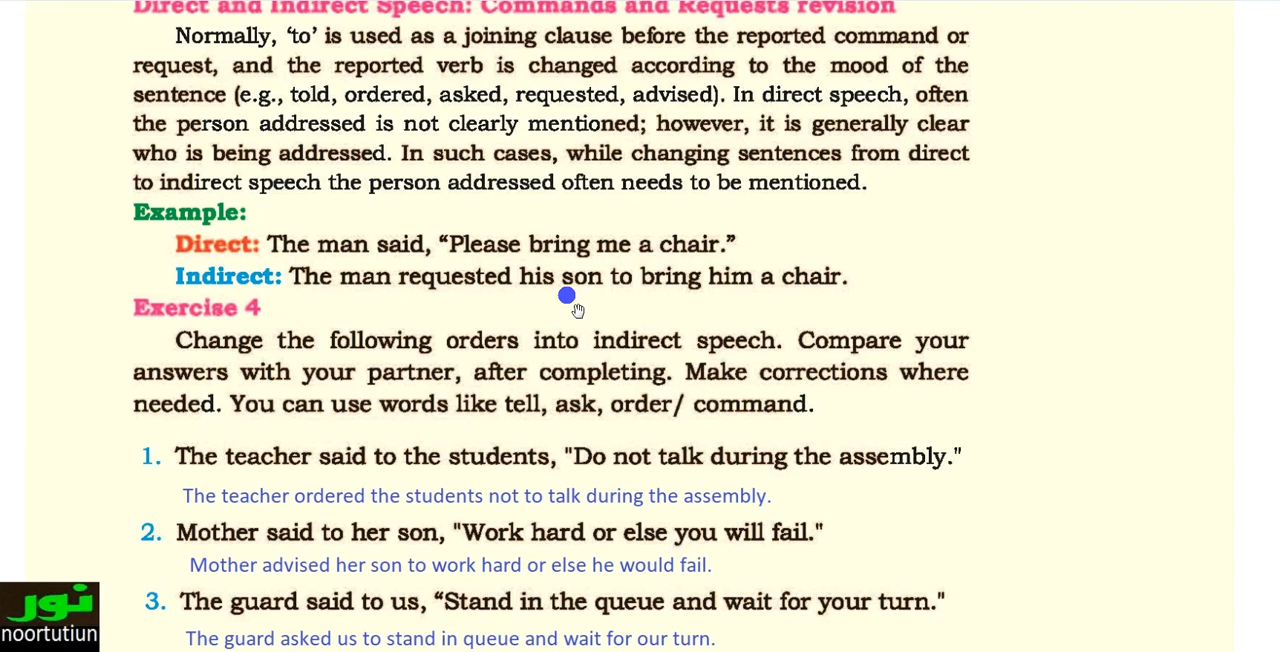 Direct and Indirect Speech: Commands and Requests revision
Normally, ‘to’ is used as a joining clause before the reported command or
request, and the reported verb is changed according to the mood of the
sentence (e.g., told, ordered, asked, requested, advised). In direct speech, often
the person addressed is not clearly mentioned; however, it is generally clear
who is being addressed. In such cases, while changing sentences from direct
to indirect speech the person addressed often needs to be mentioned.
Example:
Direct: The man said, “Please bring me a chair.”
Indirect: The man requested his son to bring him a chair.
Exercise 4
Change the following orders into indirect speech. Compare your
answers with your partner, after completing. Make corrections where
needed. You can use words like tell, ask, order/ command.
1. The teacher said to the students, "Do not talk during the assembly."
The teacher ordered the students not to talk during the assembly.
2. Mother said to her son, "Work hard or else you will fail."
Mother advised her son to work hard or else he would fail.
3. The guard said to us, “Stand in the queue and wait for your turn."
The guard asked us to stand in queue and wait for our turn.
نور
noortutiun